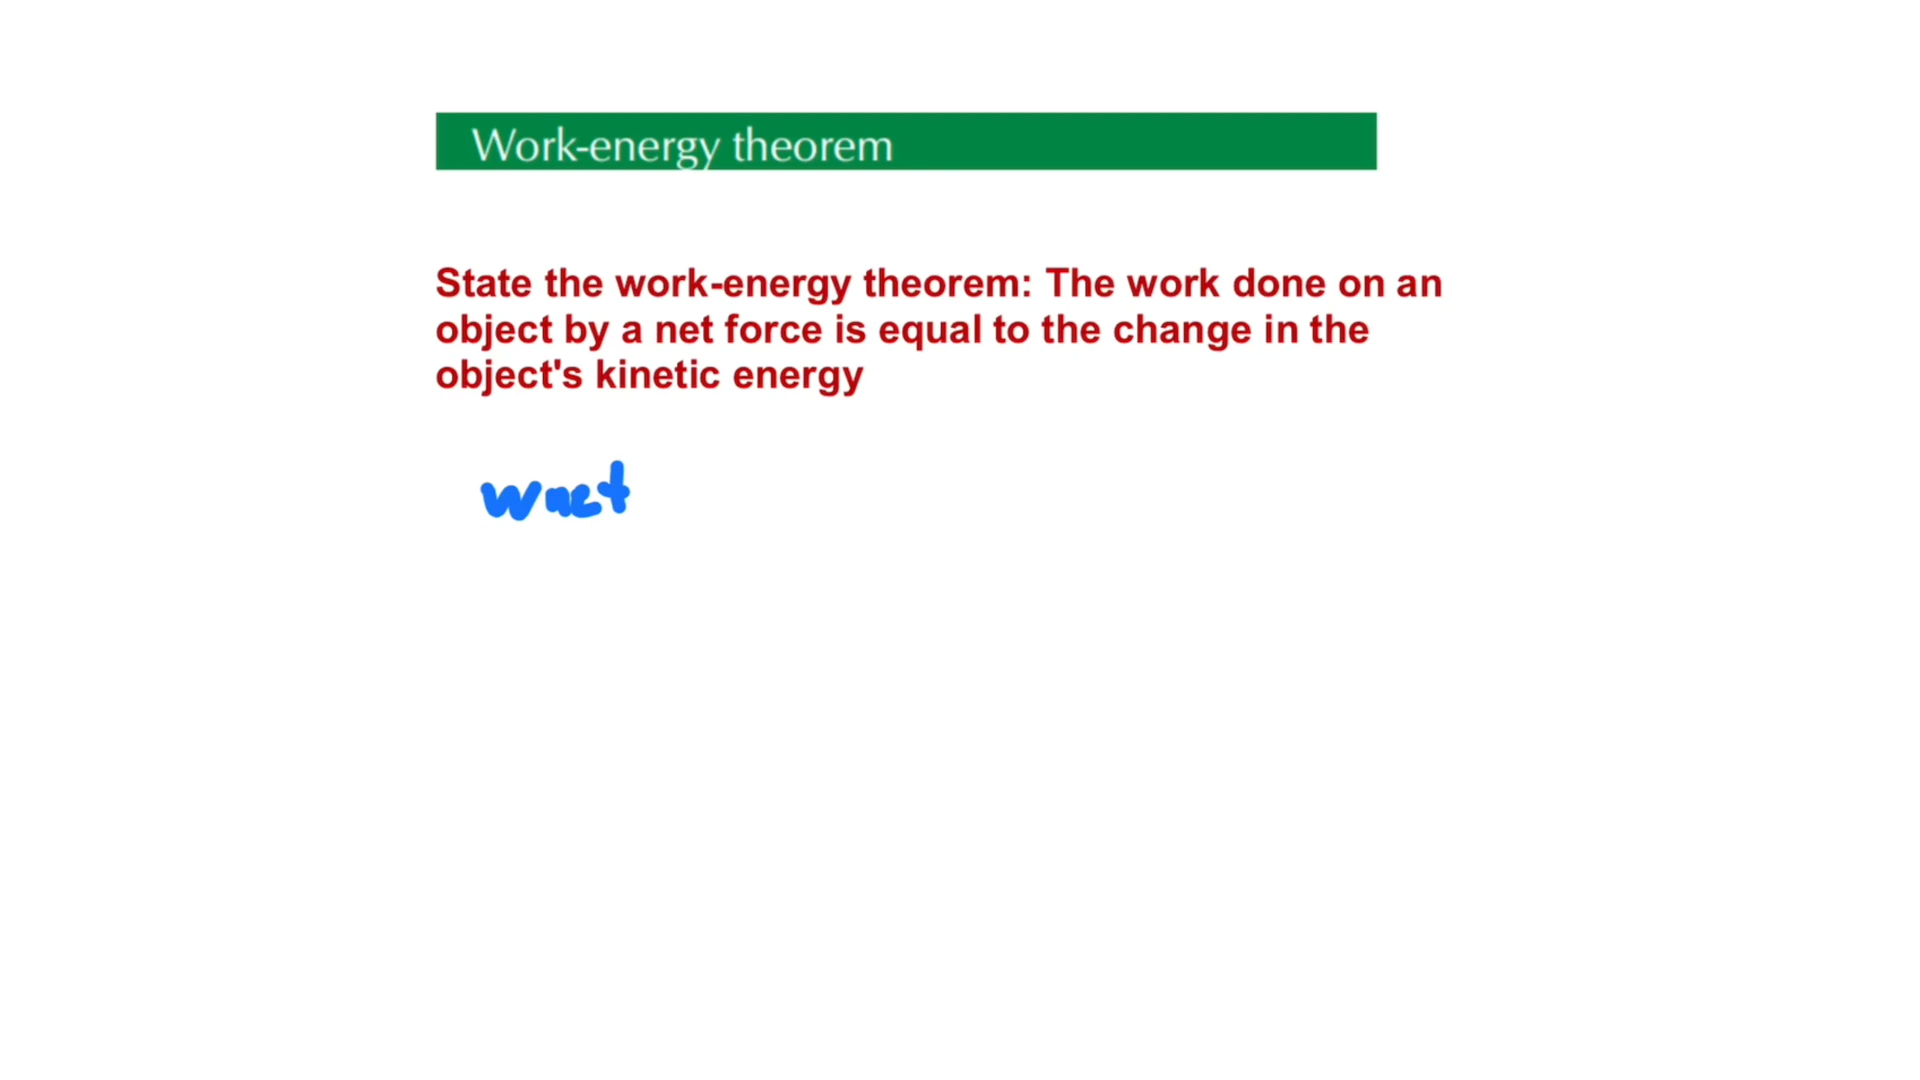 Work-energy theorem
State the work-energy theorem: The work done on an
object by a net force is equal to the change in the
object's kinetic energy
wnet